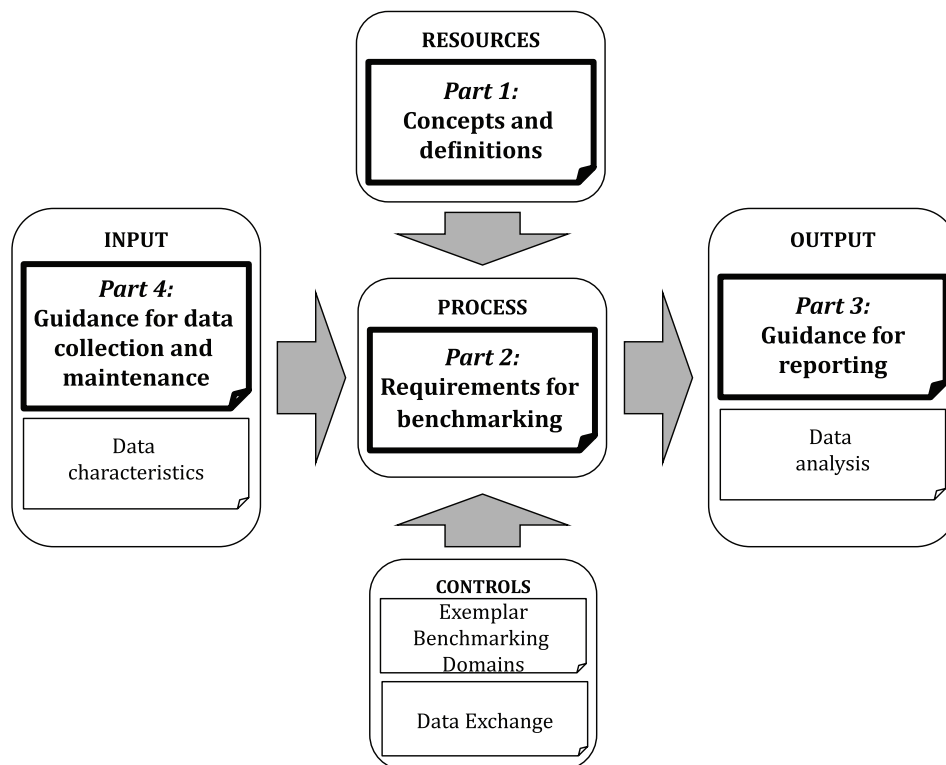 RESOURCES
Part 1:
Concepts and
definitions
INPUT
Part 4:
Guidance for data
collection and
maintenance
Data
characteristics
PROCESS
Part 2:
Requirements for
benchmarking
OUTPUT
Part 3:
Guidance for
reporting
Data
analysis
CONTROLS
Exemplar
Benchmarking
Domains
Data Exchange